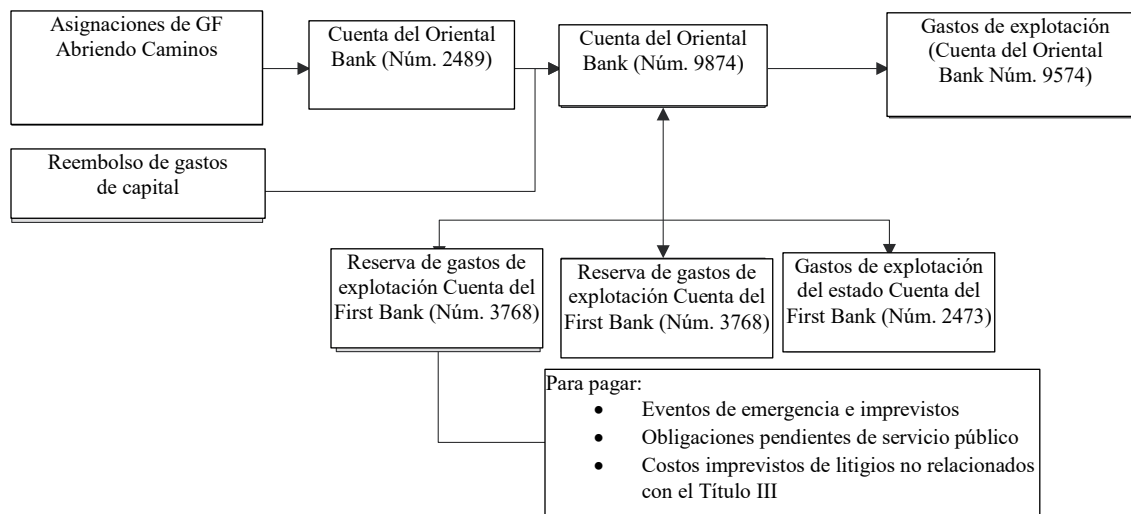 Asignaciones de GF
Abriendo Caminos
Cuenta del Oriental
Bank (Núm. 2489)
Cuenta del Oriental
Bank (Núm. 9874)
Gastos de explotación
(Cuenta del Oriental
Bank Núm. 9574)
Reembolso de gastos
de capital
Reserva de gastos de
explotación Cuenta del
First Bank (Núm. 3768)
Reserva de gastos de
explotación Cuenta del
First Bank (Núm. 3768)
Gastos de explotación
del estado Cuenta del
First Bank (Núm. 2473)
Para pagar:
• Eventos de emergencia e imprevistos
• Obligaciones pendientes de servicio público
• Costos imprevistos de litigios no relacionados
con el Título III